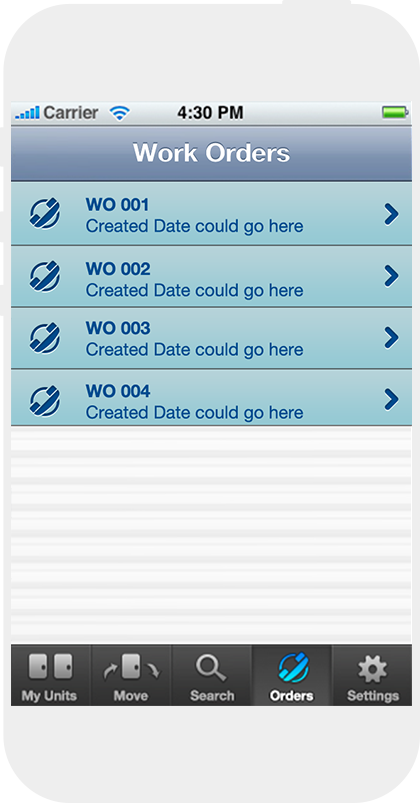 Carrier 4:30 PM
Work Orders
WO 001
Created Date could go here
WO 002
Created Date could go here
WO 003
Created Date could go here
WO 004
Created Date could go here
My Units Move Search Orders Settings